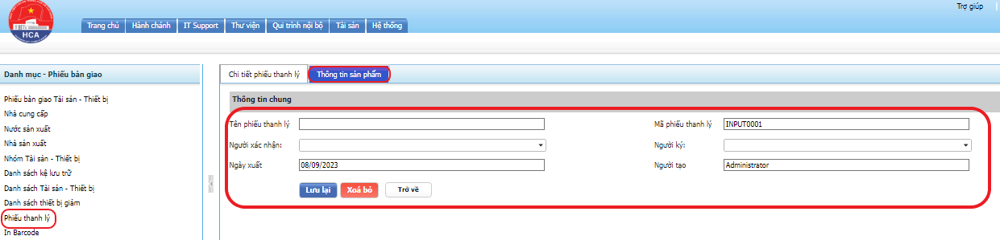 Trợ giúp
HCA
Trang chủ Hành chánh IT Support Thư viện Qui trình nội bộ Tài sản Hệ thống
Danh mục - Phiếu bàn giao
Phiếu bàn giao Tài sản - Thiết bị
Nhà cung cấp
Nước sản xuất
Nhà sản xuất
Nhóm Tài sản - Thiết bị
Danh sách kệ lưu trữ
Danh sách Tài sản - Thiết bị
Danh sách thiết bị giảm
Phiếu thanh lý
In Barcode
Chi tiết phiếu thanh lý Thông tin sản phẩm
Thông tin chung
Tên phiếu thanh lý Mã phiếu thanh lý INPUT0001
Người xác nhận: Người ký:
Ngày xuất 08/09/2023 Người tạo Administrator
Lưu lại Xoá bỏ Trở về